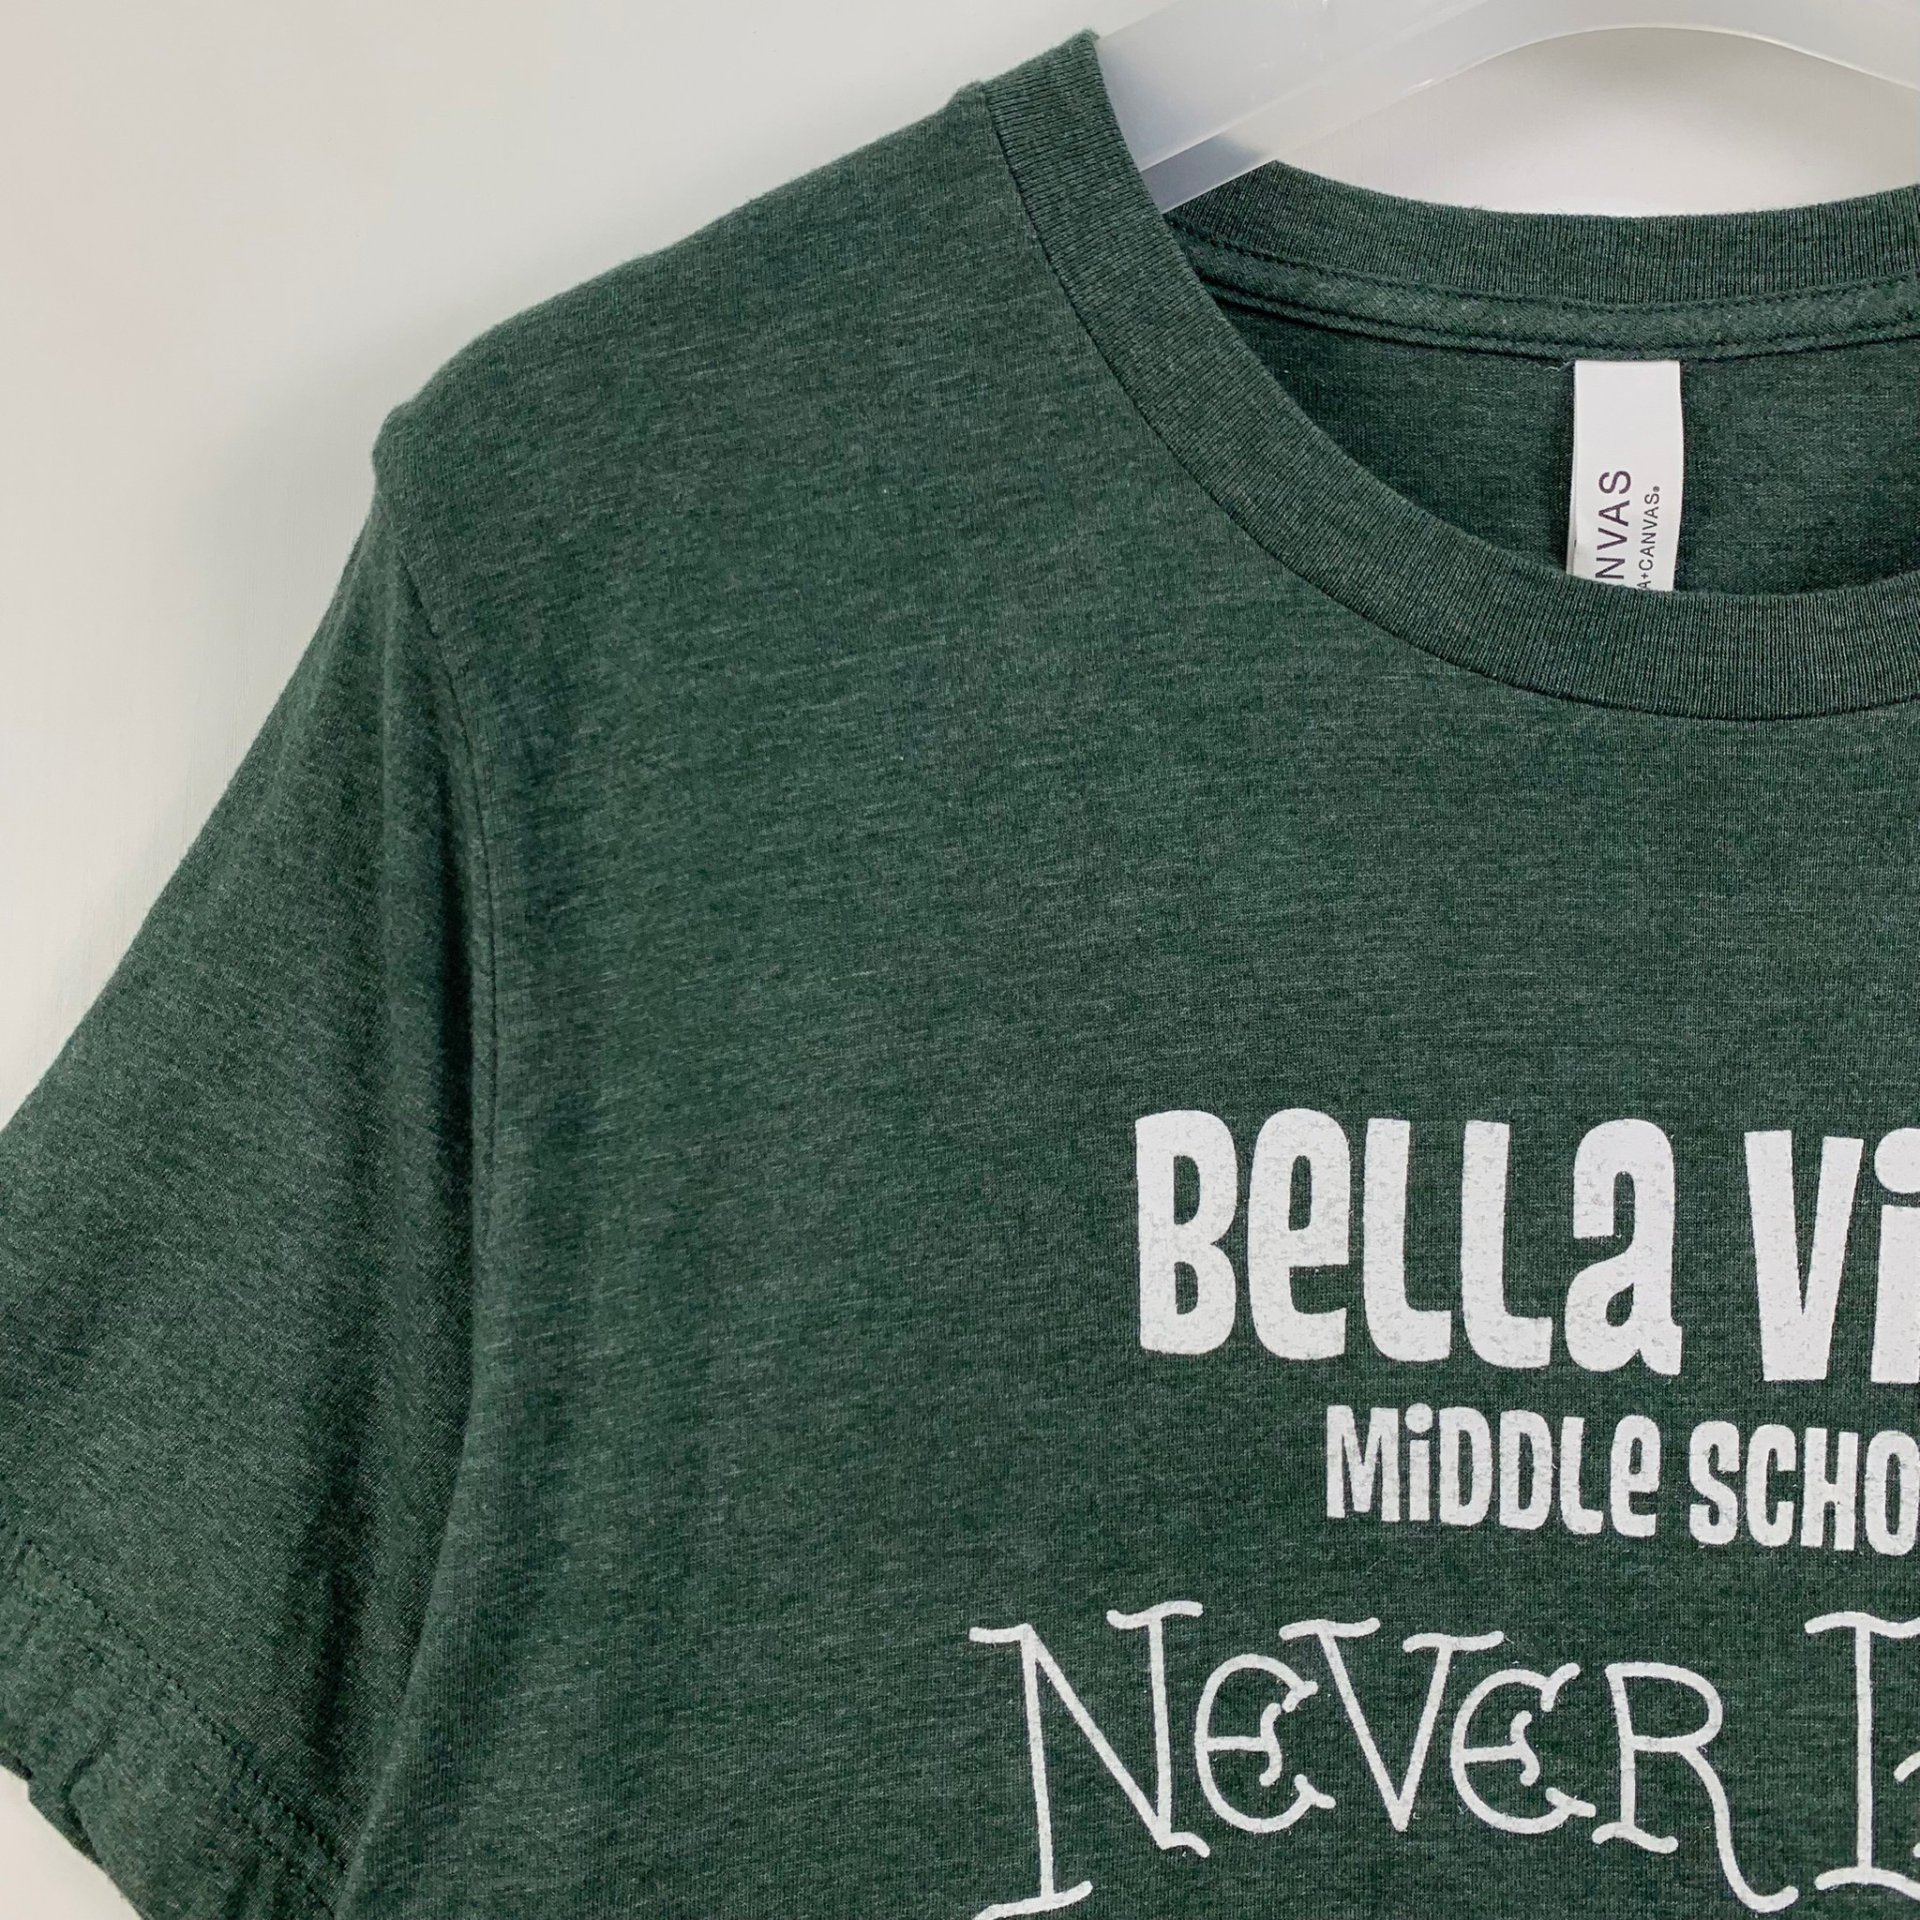 NVAS
A+CANVAS®
BELLA Vi
MiDDLE SCHO
NEVER